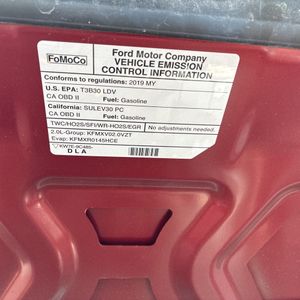 FoMoCo
Ford Motor Company
VEHICLE EMISSION
CONTROL INFORMATION
Conforms to regulations: 2019 MY
U.S. EPA: T3B30 LDV
CA OBD II Fuel: Gasoline
California: SULEV30 PC
CA OBD II Fuel: Gasoline
TWC/HO2S/SFI/WR-HO2S/EGR No adjustments needed.
2.0L-Group: KFMXV02.0VZT
Evap: KFMXR0145HCE
KW7E-9C485-
DLA